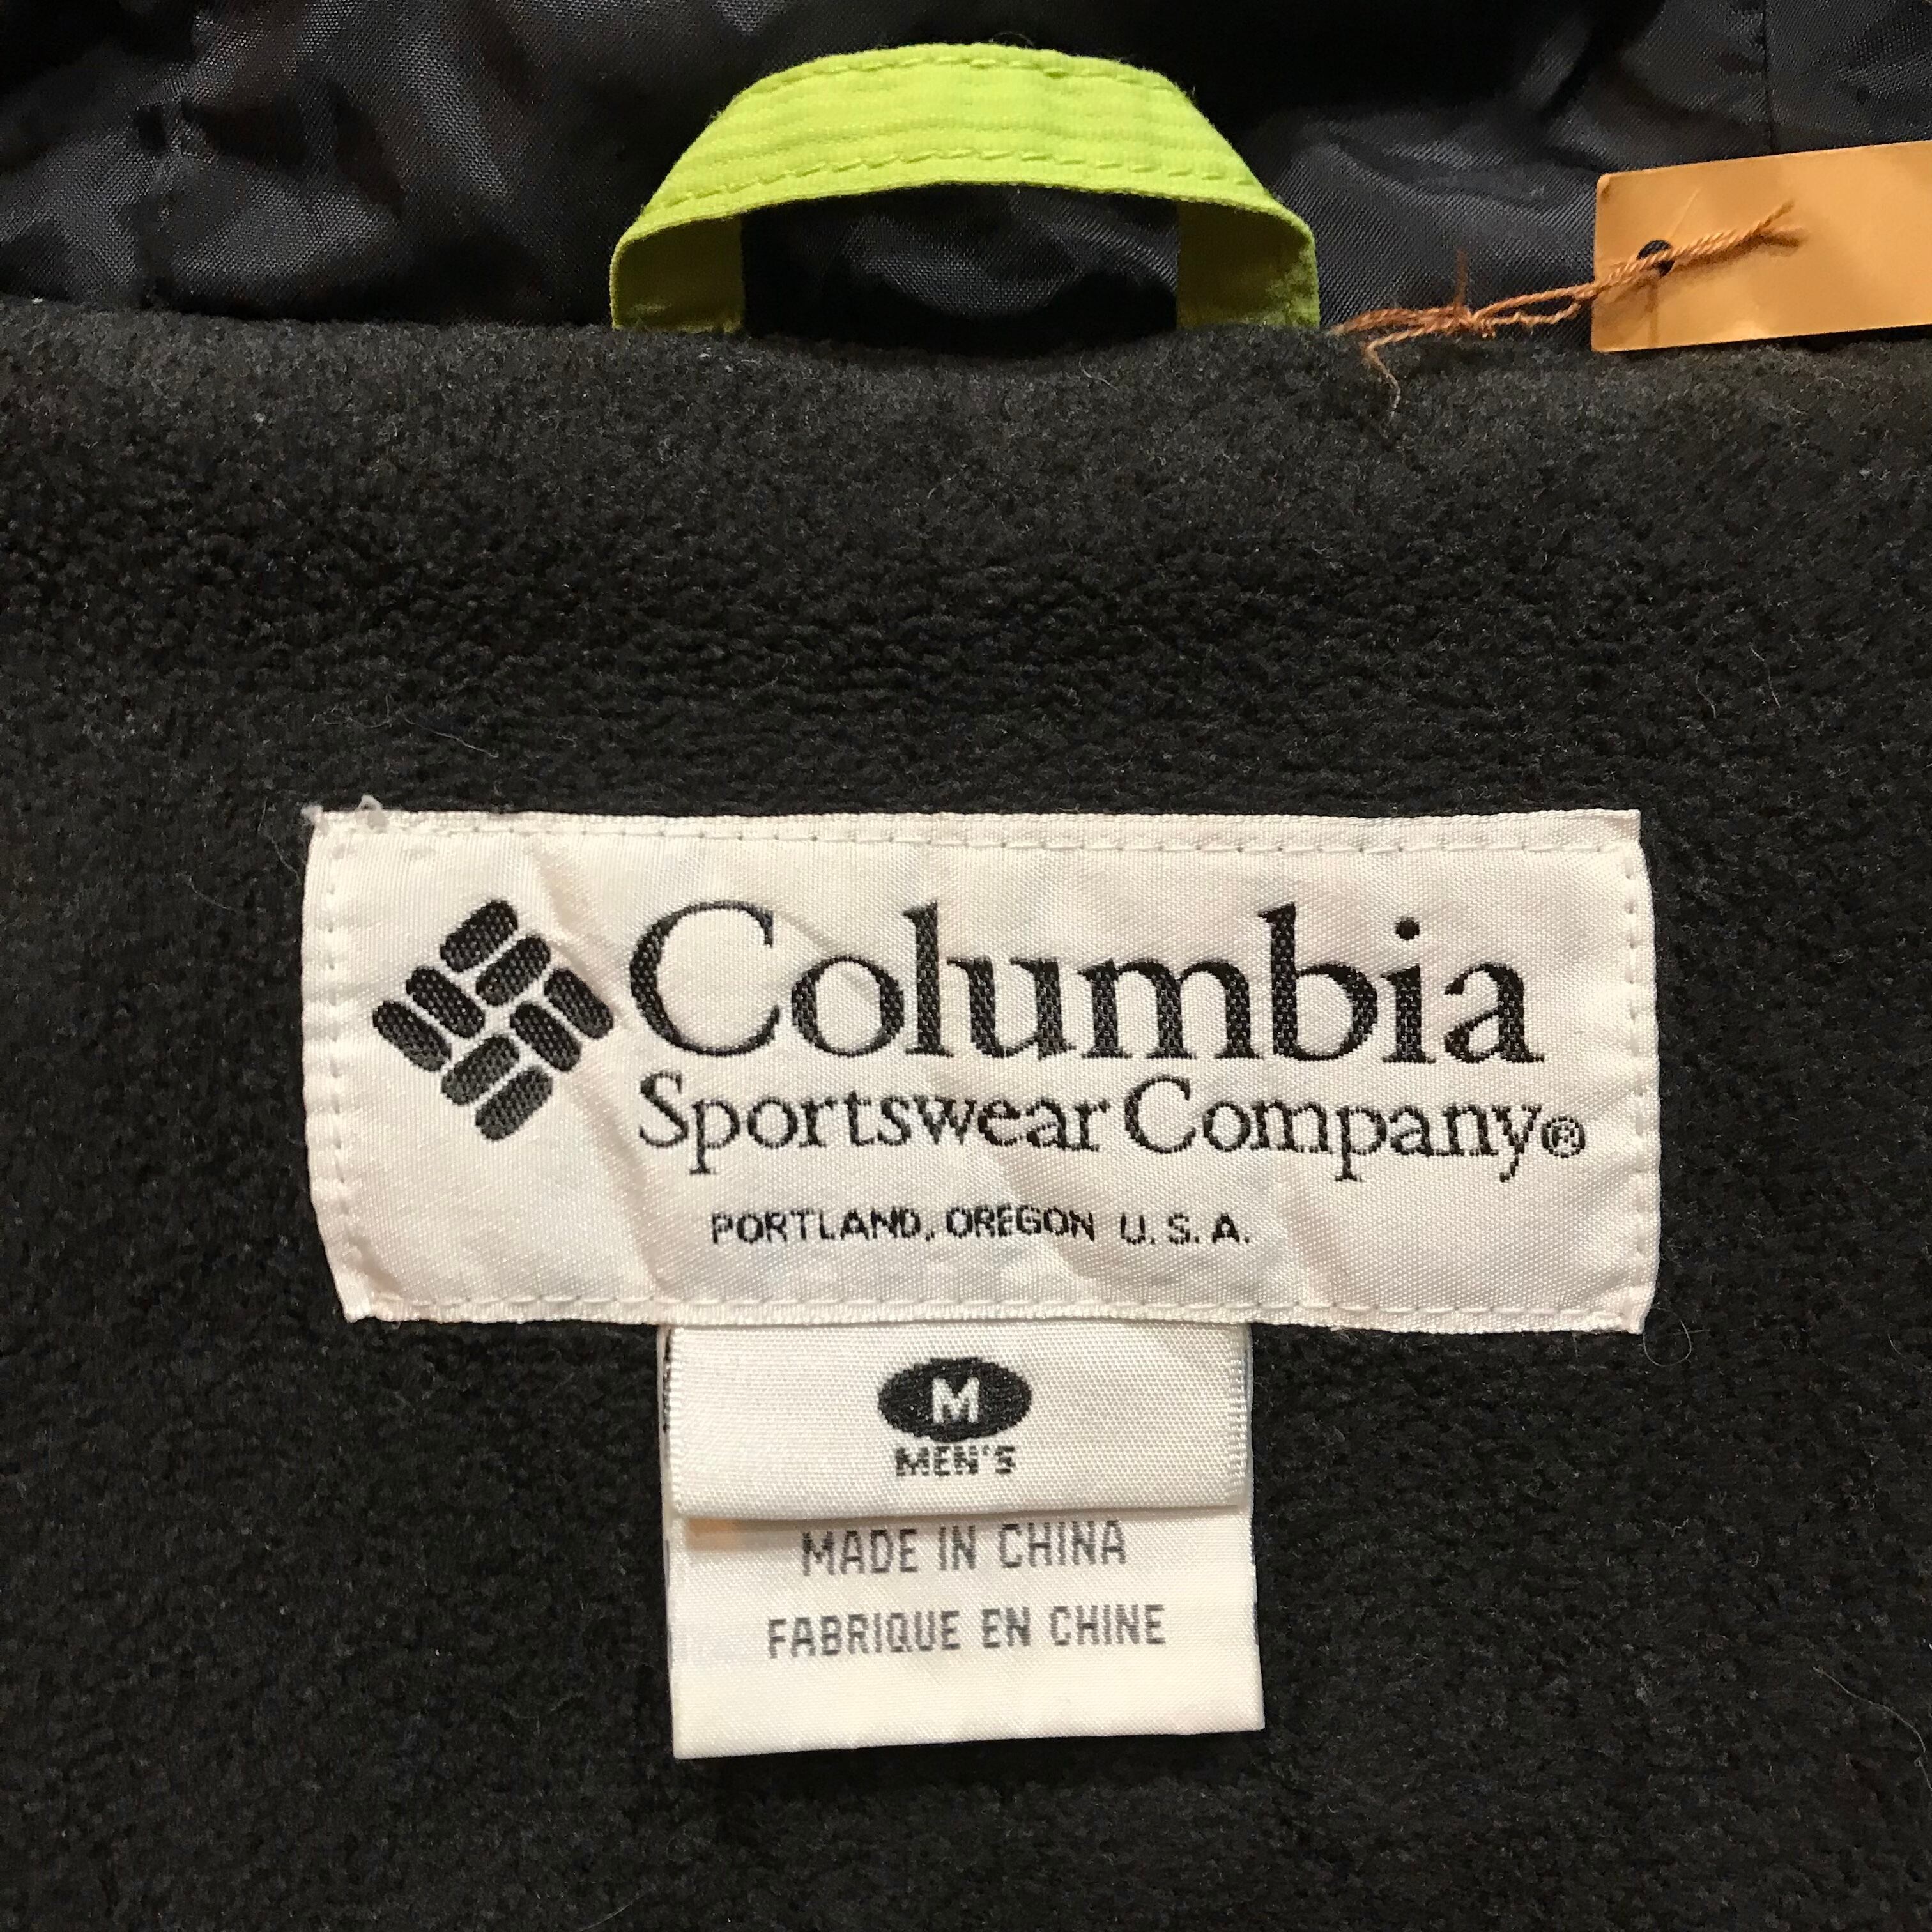 Columbia
Sportswear Company®
PORTLAND, OREGON U.S.A.
M
MEN'S
MADE IN CHINA
FABRIQUE EN CHINE